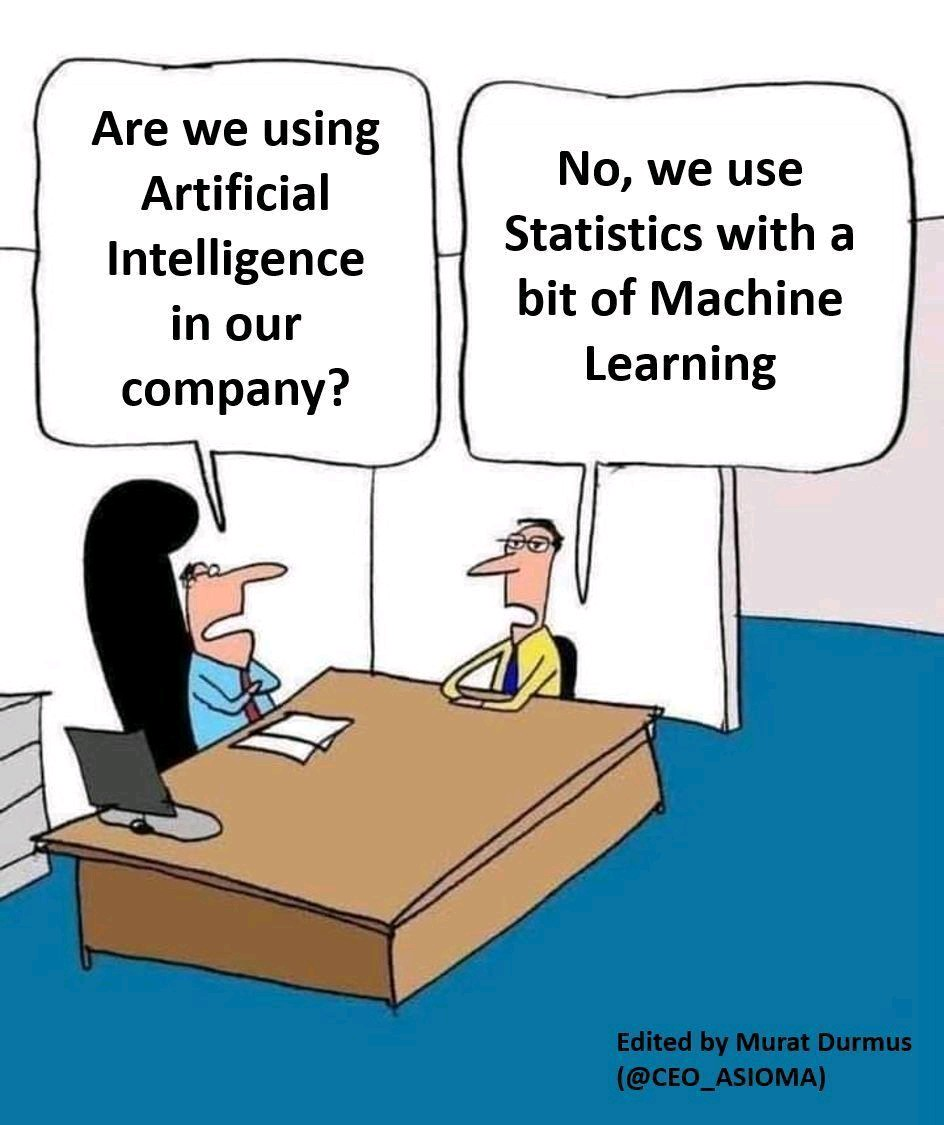 Are we using
Artificial
Intelligence
in our
company?
No, we use
Statistics with a
bit of Machine
Learning
Edited by Murat Durmus
(@CEO_ASIOMA)